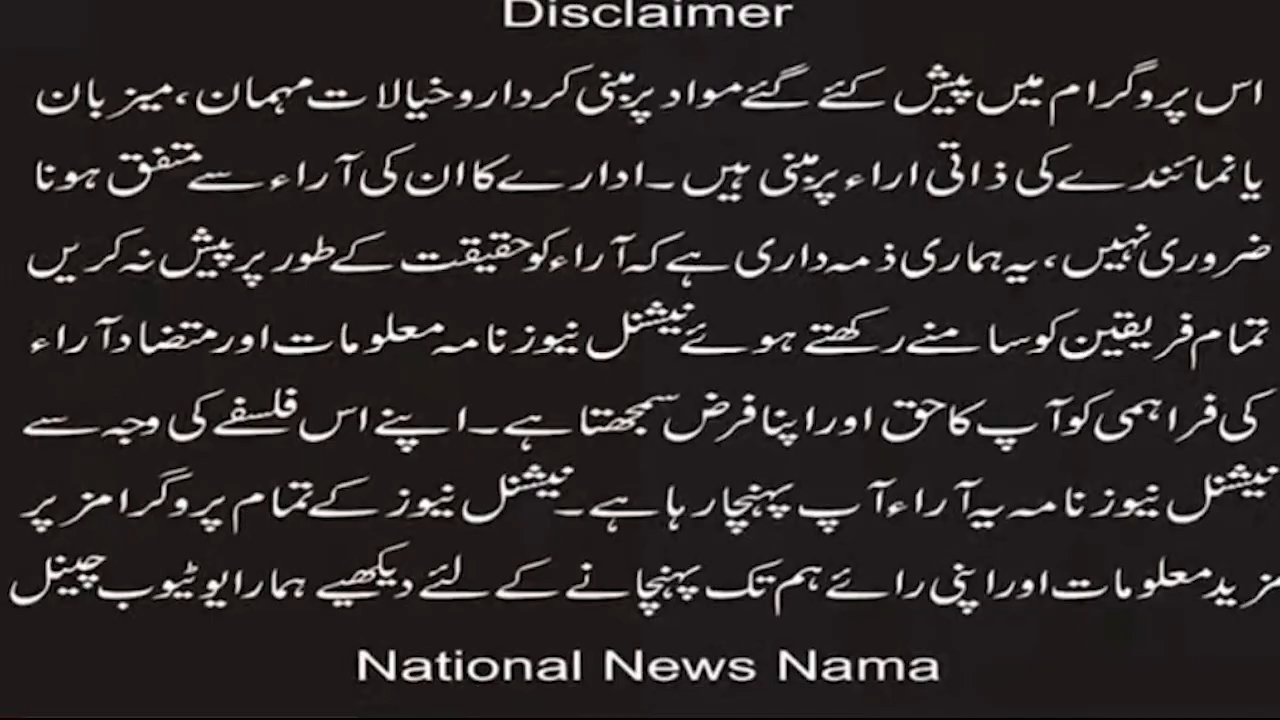 Disclaimer
اس پروگرام میں پیش کئے گئے مواد پر مبنی کردار و خیالات مہمان، میزبان
یا نمائندے کی ذاتی اراء پر مبنی ہیں۔ ادارے کا ان کی آراء سے متفق ہونا
ضروری نہیں، یہ ہماری ذمہ داری ہے کہ آراء کو حقیقت کے طور پر پیش نہ کریں
تمام فریقین کو سامنے رکھتے ہوئے نیشنل نیوز نامہ معلومات اور متضاد آراء
کی فراہمی کو آپ کا حق اور اپنا فرض سمجھتا ہے۔ اپنے اس فلسفے کی وجہ سے
نیشنل نیوز نامہ یہ آراء آپ پہنچا رہا ہے۔ نیشنل نیوز کے تمام پروگرامز پر
مزید معلومات اور اپنی رائے ہم تک پہنچانے کے لئے دیکھیے ہمارا یوٹیوب چینل
National News Nama